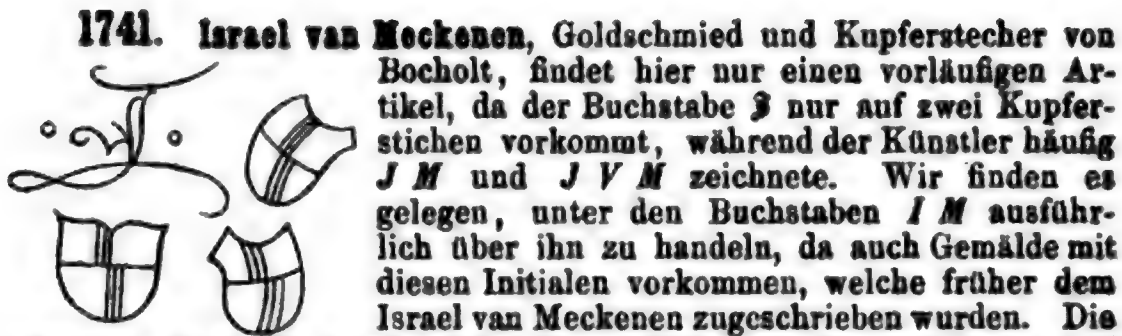 1741. Israel van Meckenen, Goldschmied und Kupferstecher von
Bocholt, findet hier nur einen vorläufigen Ar-
tikel, da der Buchstabe J nur auf zwei Kupfer-
stichen vorkommt, während der Künstler häufig
J M und J V M zeichnete. Wir finden es
gelegen, unter den Buchstaben I M ausführ-
lich über ihn zu handeln, da auch Gemälde mit
diesen Initialen vorkommen, welche früher dem
Israel van Meckenen zugeschrieben wurden. Die